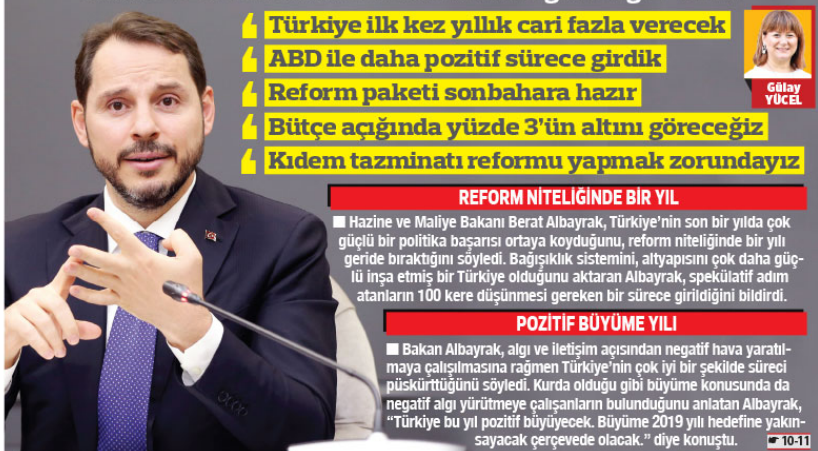 Türkiye ilk kez yıllık cari fazla verecek
ABD ile daha pozitif sürece girdik
Reform paketi sonbahara hazır
Bütçe açığında yüzde 3’ün altını göreceğiz
Kıdem tazminatı reformu yapmak zorundayız
Gülay
YÜCEL
REFORM NİTELİĞİNDE BİR YIL
■ Hazine ve Maliye Bakanı Berat Albayrak, Türkiye’nin son bir yılda çok
güçlü bir politika başarısı ortaya koyduğunu, reform niteliğinde bir yılı
geride bıraktığını söyledi. Bağışıklık sistemini, altyapısını çok daha güç-
lü inşa etmiş bir Türkiye olduğunu aktaran Albayrak, spekülatif adım
atanların 100 kere düşünmesi gereken bir sürece girildiğini bildirdi.
POZİTİF BÜYÜME YILI
■ Bakan Albayrak, algı ve iletişim açısından negatif hava yaratıl-
maya çalışılmasına rağmen Türkiye’nin çok iyi bir şekilde süreci
püskürttüğünü söyledi. Kurda olduğu gibi büyüme konusunda da
negatif algı yürütmeye çalışanların bulunduğunu anlatan Albayrak,
“Türkiye bu yıl pozitif büyüyecek. Büyüme 2019 yılı hedefine yakın-
sayacak çerçevede olacak.” diye konuştu.
10-11